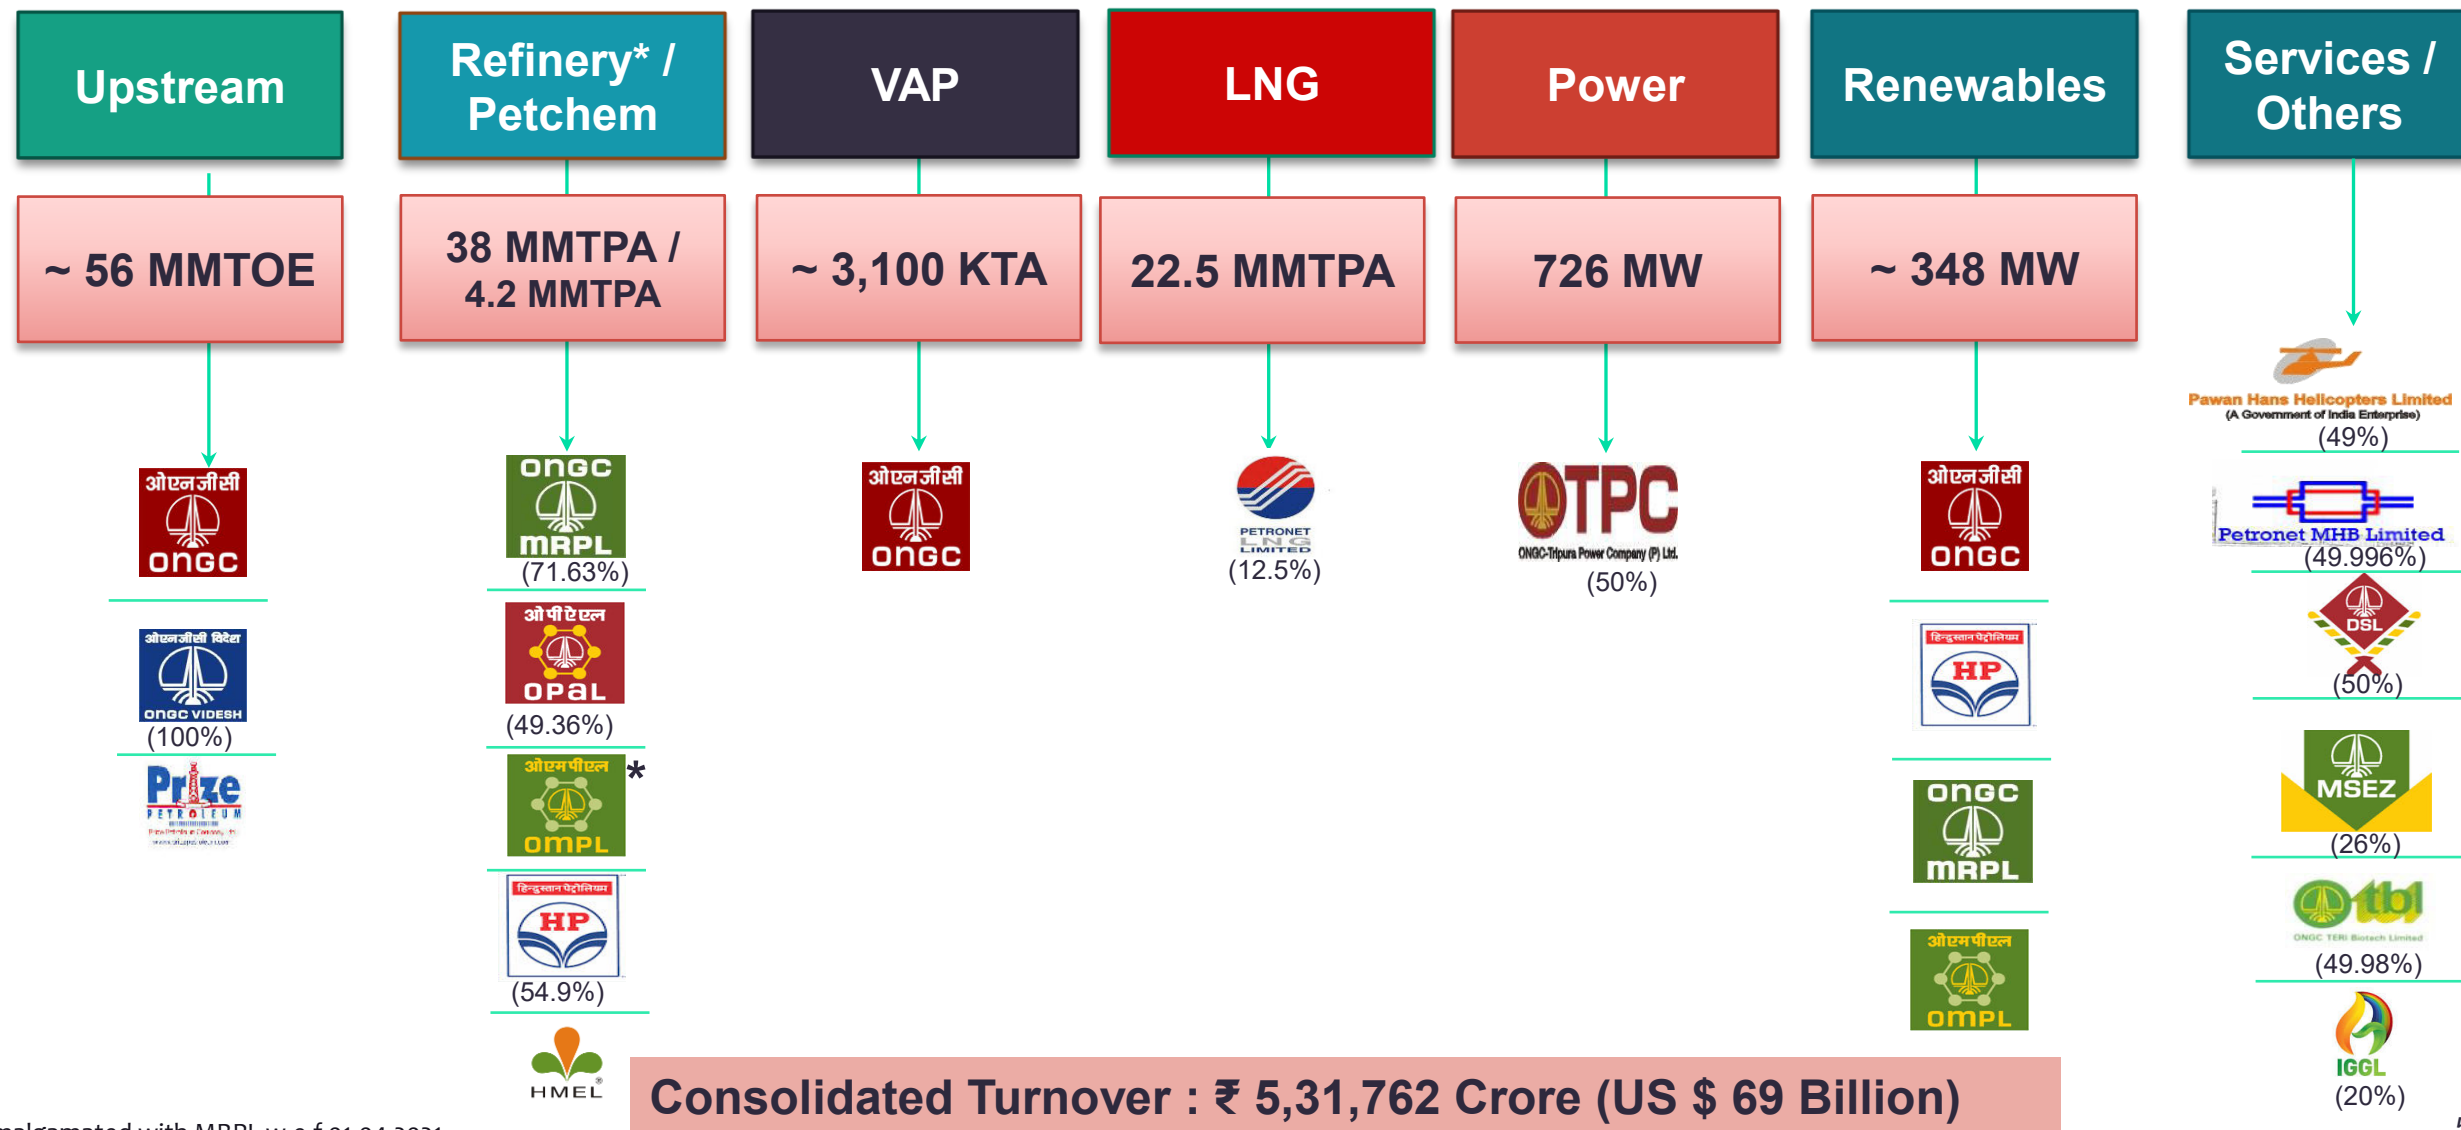 Upstream
~ 56 MMTOE
ओएनजीसी
ONGC
ओएनजीसी विदेश
ONGC VIDESH
(100%)
Prize
PETROLEUM
Refinery* /
Petchem
38 MMTPA /
4.2 MMTPA
ONGC
MRPL
(71.63%)
ओ पी ऐ एल
OPaL
(49.36%)
ओएमपीएल
*
OMPL
हिन्दुस्तान पेट्रोलियम
HP
(54.9%)
HMEL
VAP
~ 3,100 KTA
ओएनजीसी
ONGC
LNG
22.5 MMTPA
PETRONET
LNG
LIMITED
(12.5%)
Power
726 MW
OTPC
ONGC-Tripura Power Company (P) Ltd.
(50%)
Renewables
~ 348 MW
ओएनजीसी
ONGC
हिन्दुस्तान पेट्रोलियम
HP
ONGC
MRPL
ओएमपीएल
OMPL
Services /
Others
Pawan Hans Helicopters Limited
(A Government of India Enterprise)
(49%)
Petronet MHB Limited
(49.996%)
DSL
(50%)
MSEZ
(26%)
Otbl
ONGC TERI Biotech Limited
(49.98%)
IGGL
(20%)
Consolidated Turnover : ₹ 5,31,762 Crore (US $ 69 Billion)